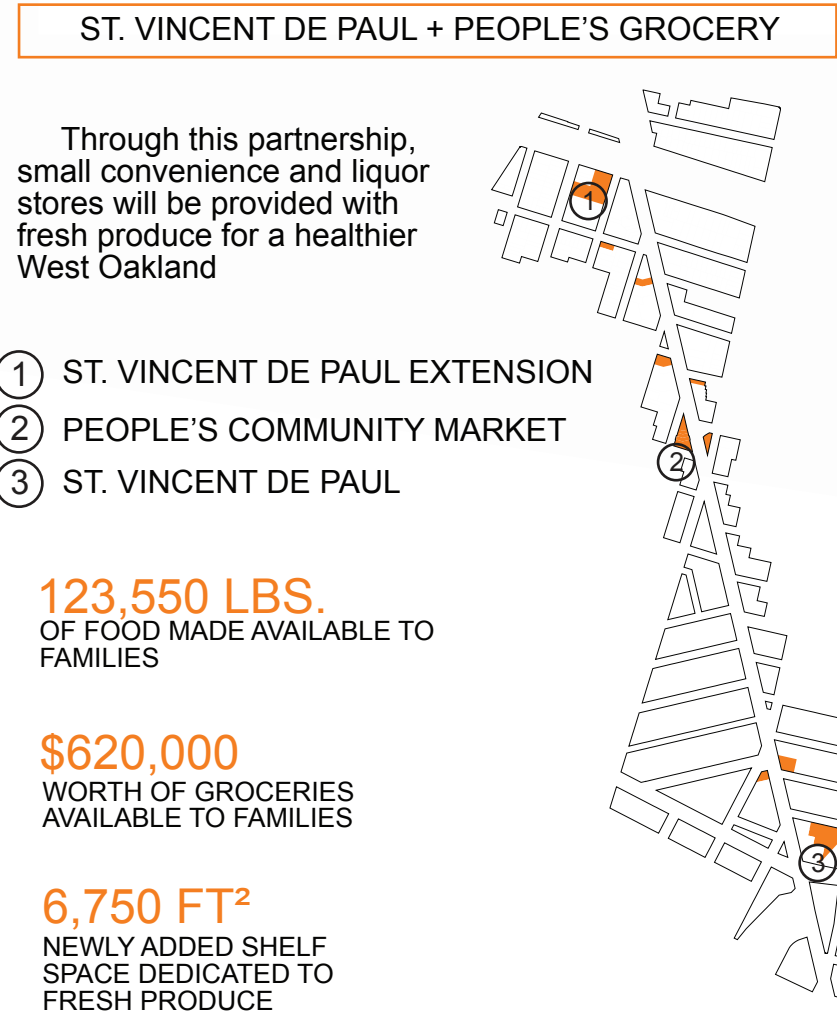 ST. VINCENT DE PAUL + PEOPLE'S GROCERY
Through this partnership,
small convenience and liquor
stores will be provided with
fresh produce for a healthier
West Oakland
1 ST. VINCENT DE PAUL EXTENSION
2 PEOPLE'S COMMUNITY MARKET
3 ST. VINCENT DE PAUL
123,550 LBS.
OF FOOD MADE AVAILABLE TO
FAMILIES
$620,000
WORTH OF GROCERIES
AVAILABLE TO FAMILIES
6,750 FT²
NEWLY ADDED SHELF
SPACE DEDICATED TO
FRESH PRODUCE
1
2
3